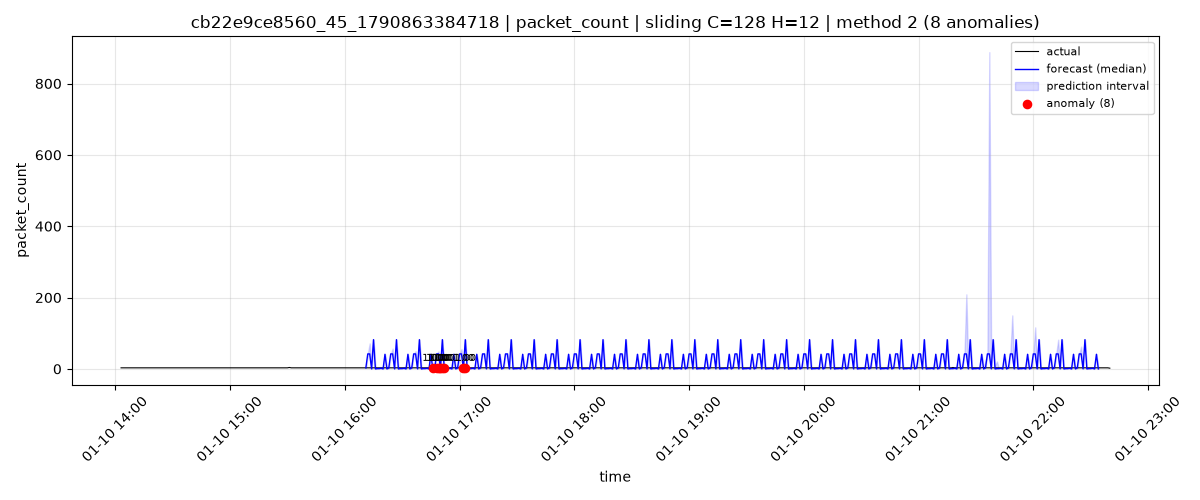 cb22e9ce8560_45_1790863384718 | packet_count | sliding C=128 H=12 | method 2 (8 anomalies)
actual
forecast (median)
prediction interval
anomaly (8)
packet_count
800
600
400
200
0
01-10 14:00
01-10 15:00
01-10 16:00
01-10 17:00
01-10 18:00
01-10 19:00
01-10 20:00
01-10 21:00
01-10 22:00
01-10 23:00
time